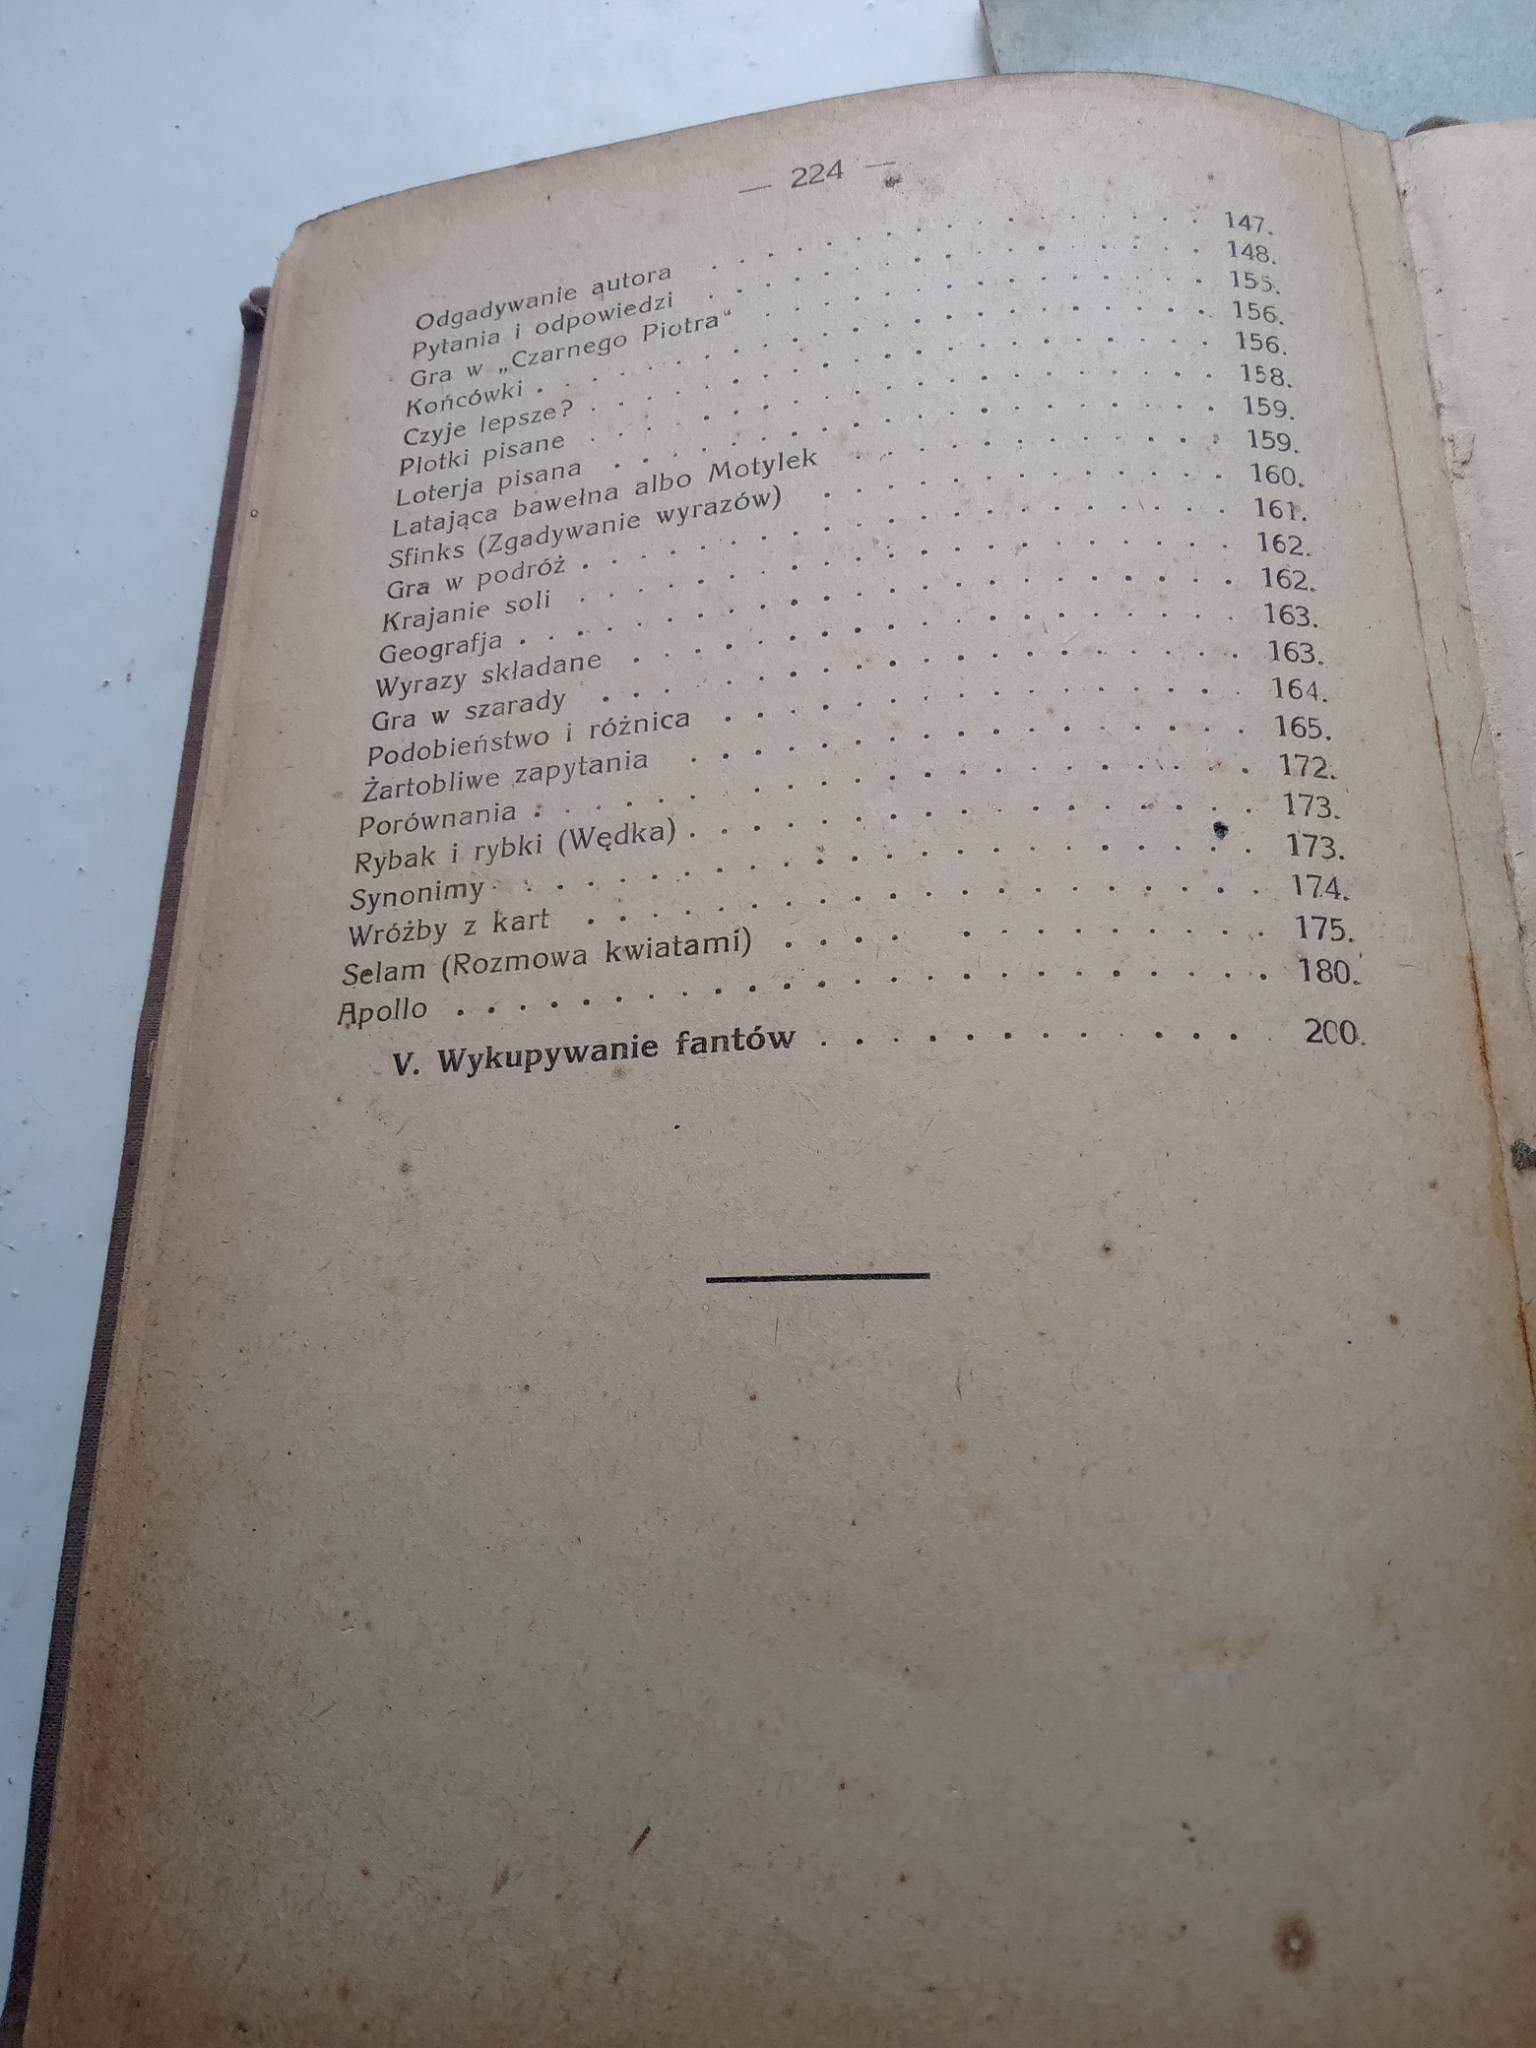 — 224 —
Odgadywanie autora . . . . . . . . . . . . . 147.
Pytania i odpowiedzi . . . . . . . . . . . . . 148.
Gra w „Czarnego Piotra“ . . . . . . . . . . . . 155.
Końcówki . . . . . . . . . . . . . . . . . 156.
Czyje lepsze? . . . . . . . . . . . . . . . . 156.
Plotki pisane . . . . . . . . . . . . . . . . 158.
Loterja pisana . . . . . . . . . . . . . . . . 159.
Latająca bawełna albo Motylek . . . . . . . . . . 159.
Sfinks (Zgadywanie wyrazów) . . . . . . . . . . . 160.
Gra w podróż . . . . . . . . . . . . . . . . 161.
Krajanie soli . . . . . . . . . . . . . . . . 162.
Geografja . . . . . . . . . . . . . . . . . 162.
Wyrazy składane . . . . . . . . . . . . . . . 163.
Gra w szarady . . . . . . . . . . . . . . . . 163.
Podobieństwo i różnica . . . . . . . . . . . . . 164.
Żartobliwe zapytania . . . . . . . . . . . . . . 165.
Porównania . . . . . . . . . . . . . . . . . 172.
Rybak i rybki (Wędka) . . . . . . . . . . . . . 173.
Synonimy . . . . . . . . . . . . . . . . . 173.
Wróżby z kart . . . . . . . . . . . . . . . . 174.
Selam (Rozmowa kwiatami) . . . . . . . . . . . . 175.
Apollo . . . . . . . . . . . . . . . . . . 180.
V. Wykupywanie fantów . . . . . . . . . . . . 200.